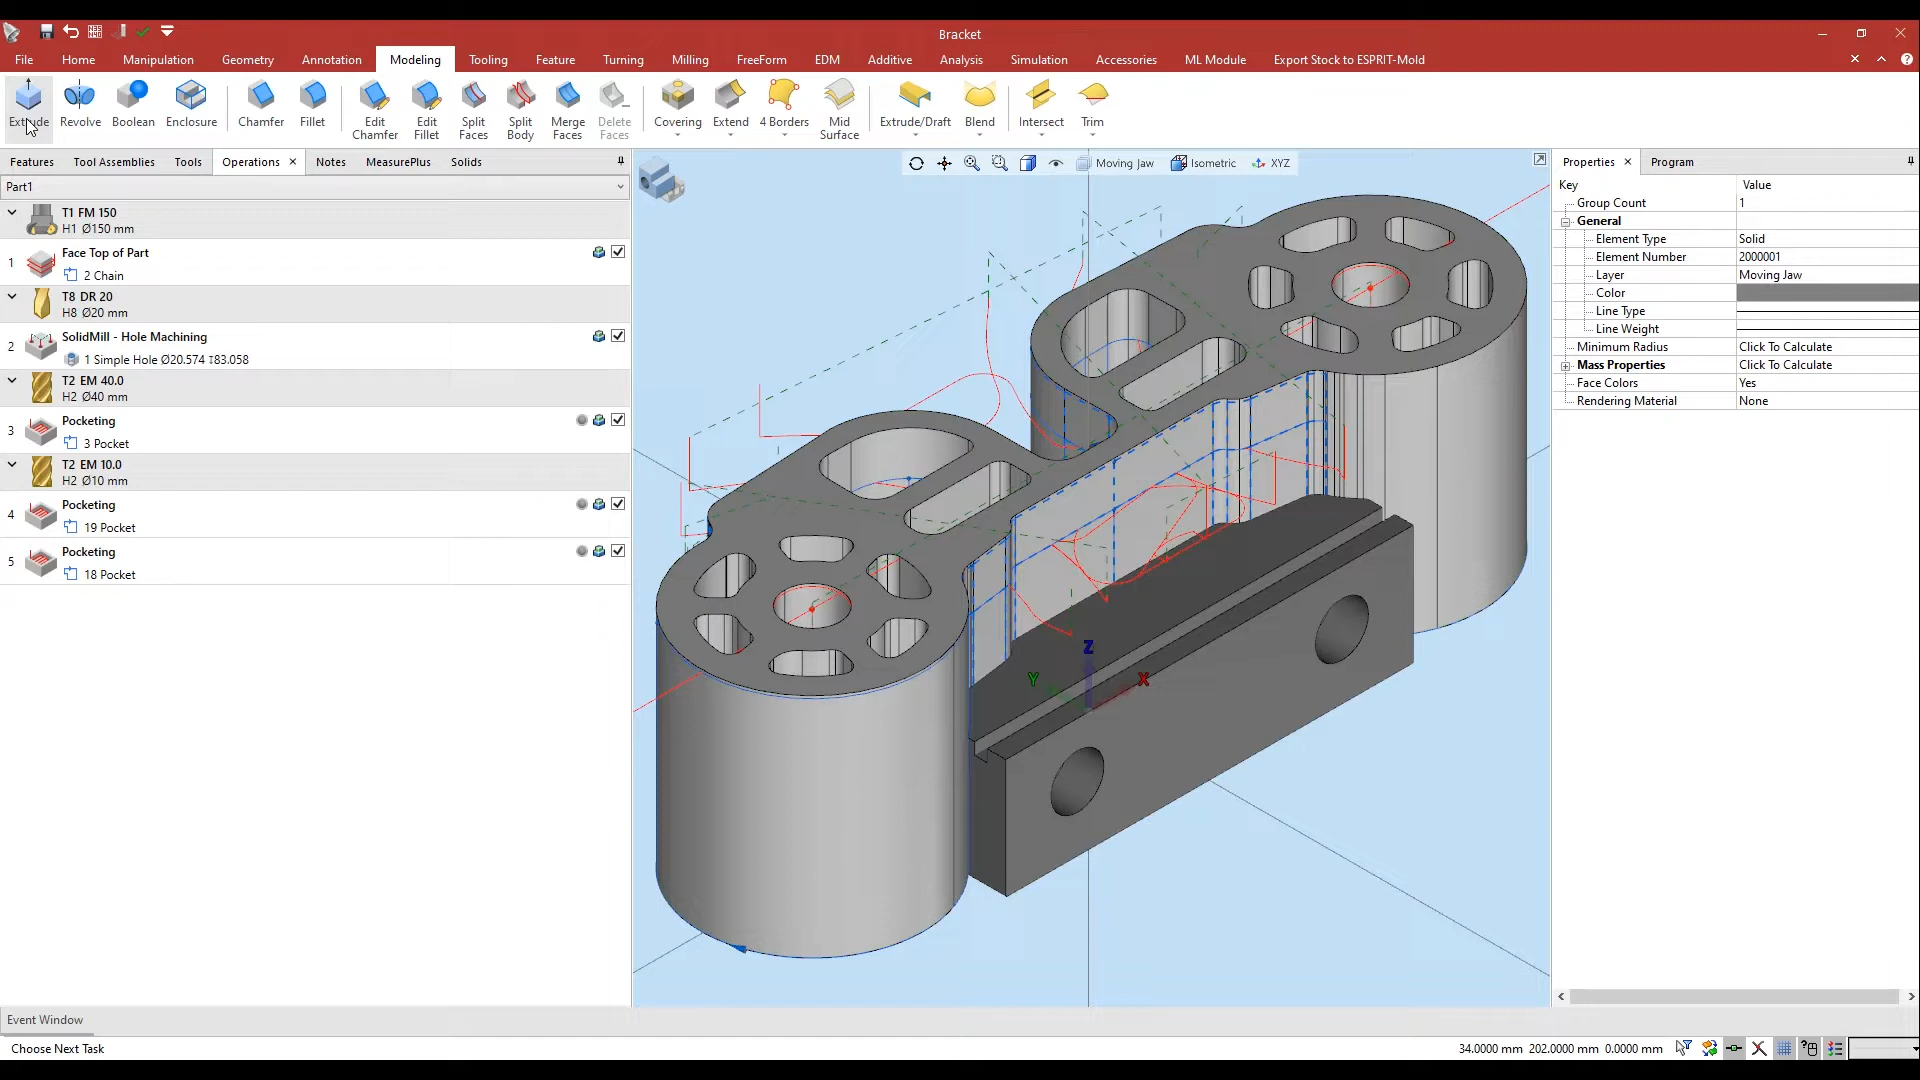 Bracket
File Home Manipulation Geometry Annotation Modeling Tooling Feature Turning Milling FreeForm EDM Additive Analysis Simulation Accessories ML Module Export Stock to ESPRIT-Mold
Extrude Revolve Boolean Enclosure Chamfer Fillet Edit Chamfer Edit Fillet Split Faces Split Body Merge Faces Delete Faces Covering Extend 4 Borders Mid Surface Extrude/Draft Blend Intersect Trim
Features Tool Assemblies Tools Operations Notes MeasurePlus Solids
Part1
T1 FM 150
H1 Ø150 mm
1 Face Top of Part
2 Chain
T8 DR 20
H8 Ø20 mm
2 SolidMill - Hole Machining
1 Simple Hole Ø20.574 ↧83.058
T2 EM 40.0
H2 Ø40 mm
3 Pocketing
3 Pocket
T2 EM 10.0
H2 Ø10 mm
4 Pocketing
19 Pocket
5 Pocketing
18 Pocket
Moving Jaw Isometric XYZ
Z
Y
X
Properties Program
Key Value
Group Count 1
General
Element Type Solid
Element Number 2000001
Layer Moving Jaw
Color
Line Type
Line Weight
Minimum Radius Click To Calculate
Mass Properties Click To Calculate
Face Colors Yes
Rendering Material None
Event Window
Choose Next Task
34.0000 mm 202.0000 mm 0.0000 mm